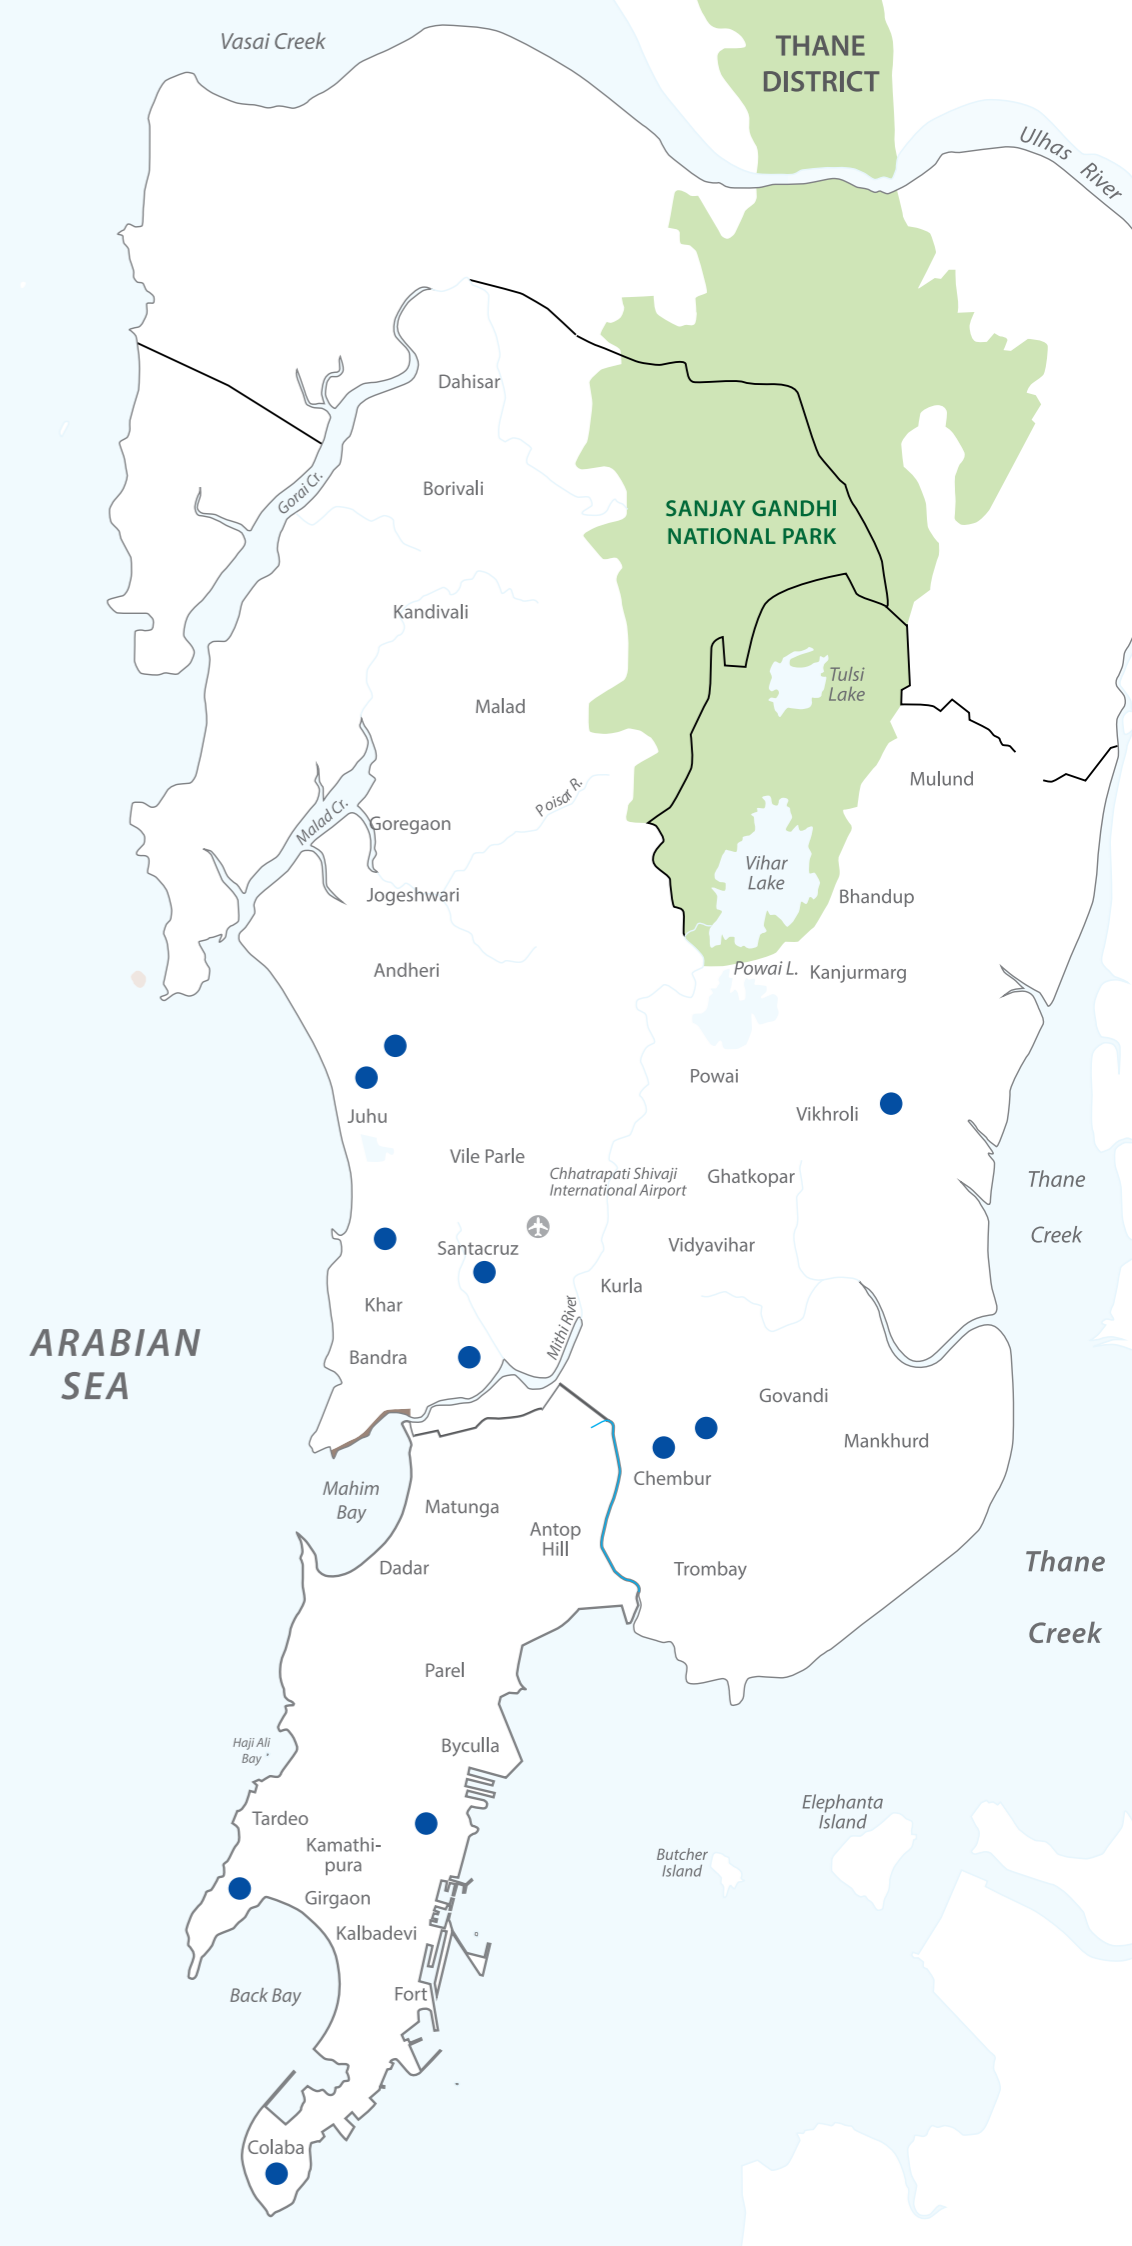 Vasai Creek
THANE
DISTRICT
Ulhas River
Dahisar
Gorai Cr.
Borivali
SANJAY GANDHI
NATIONAL PARK
Kandivali
Tulsi
Lake
Malad
Mulund
Poisar R.
Malad Cr.
Goregaon
Vihar
Lake
Jogeshwari
Bhandup
Andheri
Powai L.
Kanjurmarg
Powai
Juhu
Vikhroli
Vile Parle
Chhatrapati Shivaji
International Airport
Ghatkopar
Thane
Creek
Santacruz
Vidyavihar
Kurla
Khar
Mithi River
ARABIAN
SEA
Bandra
Govandi
Mankhurd
Chembur
Mahim
Bay
Matunga
Antop
Hill
Dadar
Trombay
Thane
Creek
Parel
Haji Ali
Bay *
Byculla
Elephanta
Island
Tardeo
Kamathi-
pura
Butcher
Island
Girgaon
Kalbadevi
Back Bay
Fort
Colaba